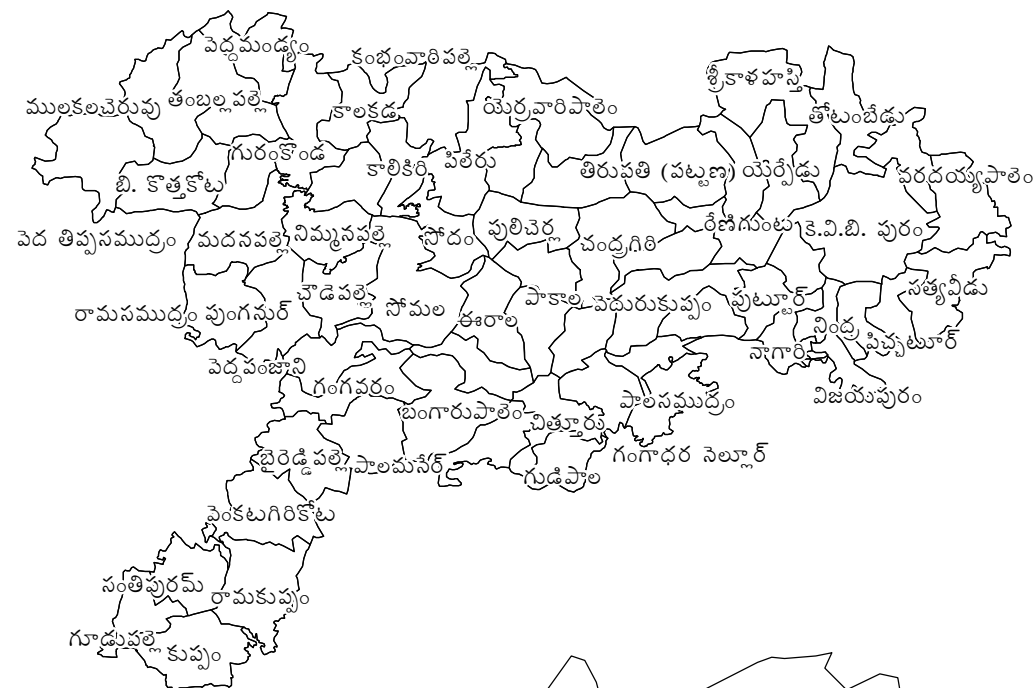 పెద్దమండ్యం
కంభంవారిపల్లె
శ్రీకాళహస్తి
ములకలచెరువు
తంబల్లపల్లె
కాలకడ
యెర్రవారిపాలెం
తోటంబేడు
గురంకొండ
కాలికిరి
పిలేరు
తిరుపతి (పట్టణ)
యేర్పేడు
వరదయ్యపాలెం
బి. కొత్తకోట
పెద తిప్పసముద్రం
మదనపల్లె
నిమ్మనపల్లె
సోదం
పులిచెర్ల
చంద్రగిరి
రేణిగుంట
కె.వి.బి. పురం
చౌడెపల్లె
సోమల
పాకాల
వెదురుకుప్పం
పుటూర్
సత్యవీడు
రామసముద్రం
పుంగనుర్
ఈరాల
నింద్ర
పిచ్చటూర్
నాగారి
పెద్దపంజాని
గంగవరం
విజయపురం
బంగారుపాలెం
చిత్తూరు
పాలసముద్రం
బైరెడ్డిపల్లె
పాలమనేర్
గంగాధర నెల్లూర్
గుడిపాల
వెంకటగిరికోట
సంతిపురమ్
రామకుప్పం
గూడుపల్లె
కుప్పం